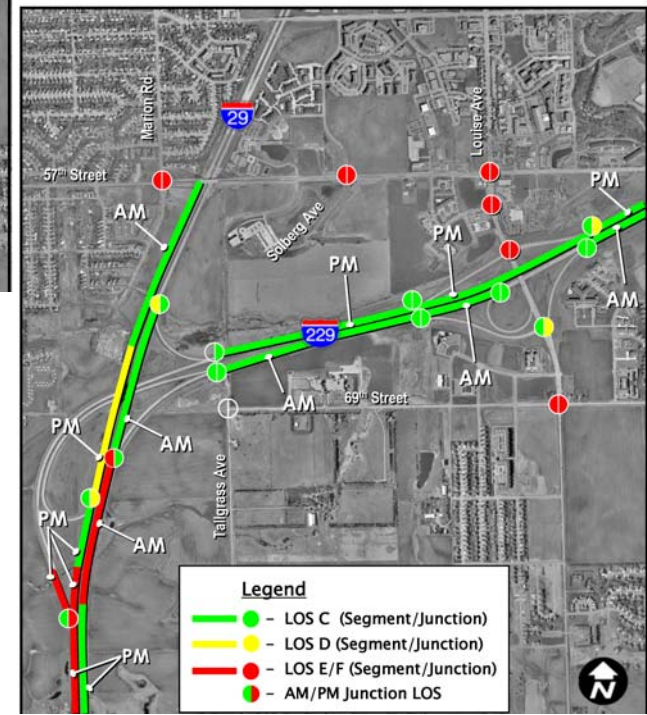 Marion Rd
29
Louise Ave
57th Street
PM
AM
Solberg Ave
PM
PM
AM
229
AM
AM
69th Street
PM
AM
Tallgrass Ave
AM
PM
PM
Legend
– LOS C (Segment/Junction)
– LOS D (Segment/Junction)
– LOS E/F (Segment/Junction)
– AM/PM Junction LOS
N